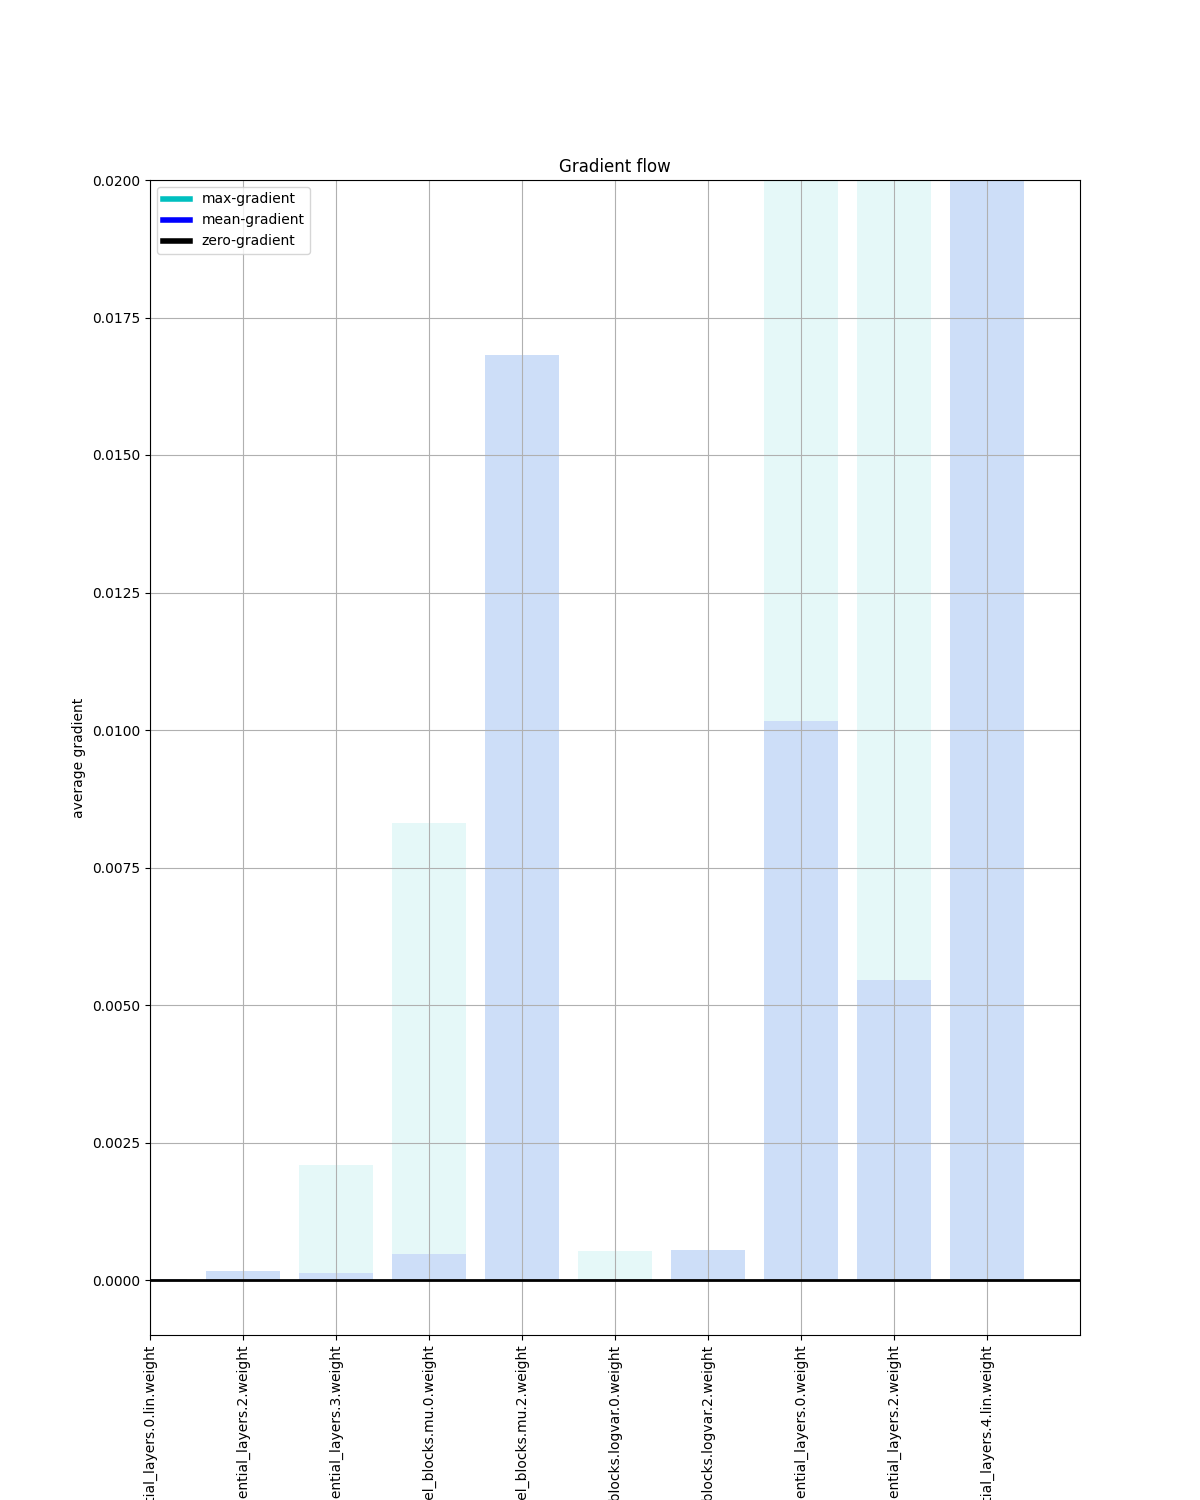 Gradient flow
max-gradient
mean-gradient
zero-gradient
0.0200
0.0175
0.0150
0.0125
0.0100
0.0075
0.0050
0.0025
0.0000
average gradient
tial_layers.0.lin.weight
ential_layers.2.weight
ential_layers.3.weight
el_blocks.mu.0.weight
el_blocks.mu.2.weight
blocks.logvar.0.weight
blocks.logvar.2.weight
ential_layers.0.weight
ential_layers.2.weight
tial_layers.4.lin.weight